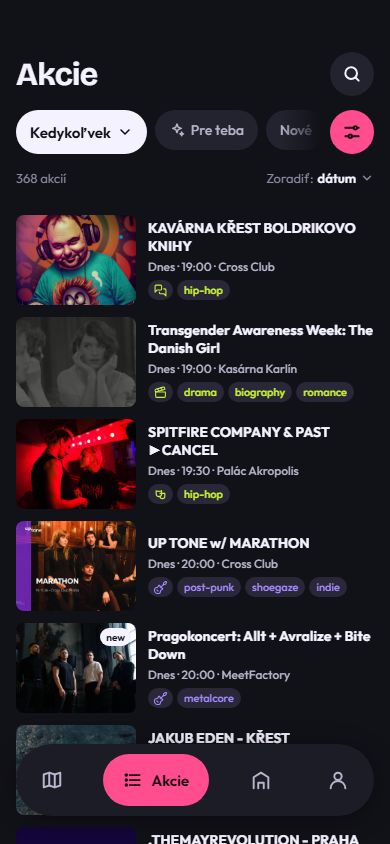 Akcie
Kedykoľvek
Pre teba
Nové
368 akcií
Zoradiť: dátum
KAVÁRNA KŘEST BOLDRIKOVO
KNIHY
Dnes · 19:00 · Cross Club
hip-hop
Transgender Awareness Week: The
Danish Girl
Dnes · 19:00 · Kasárna Karlín
drama biography romance
SPITFIRE COMPANY & PAST
►CANCEL
Dnes · 19:30 · Palác Akropolis
hip-hop
MARATHON
UP TONE w/ MARATHON
Dnes · 20:00 · Cross Club
post-punk shoegaze indie
new
Pragokoncert: Allt + Avralize + Bite
Down
Dnes · 20:00 · MeetFactory
metalcore
JAKUB EDEN - KŘEST
Akcie
.THEMAYREVOLUTION - PRAHA